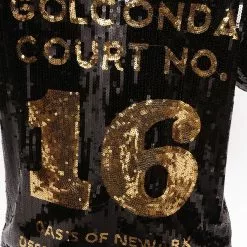 GOLCONDA
COURT NO.
16
OASIS OF NEWARK